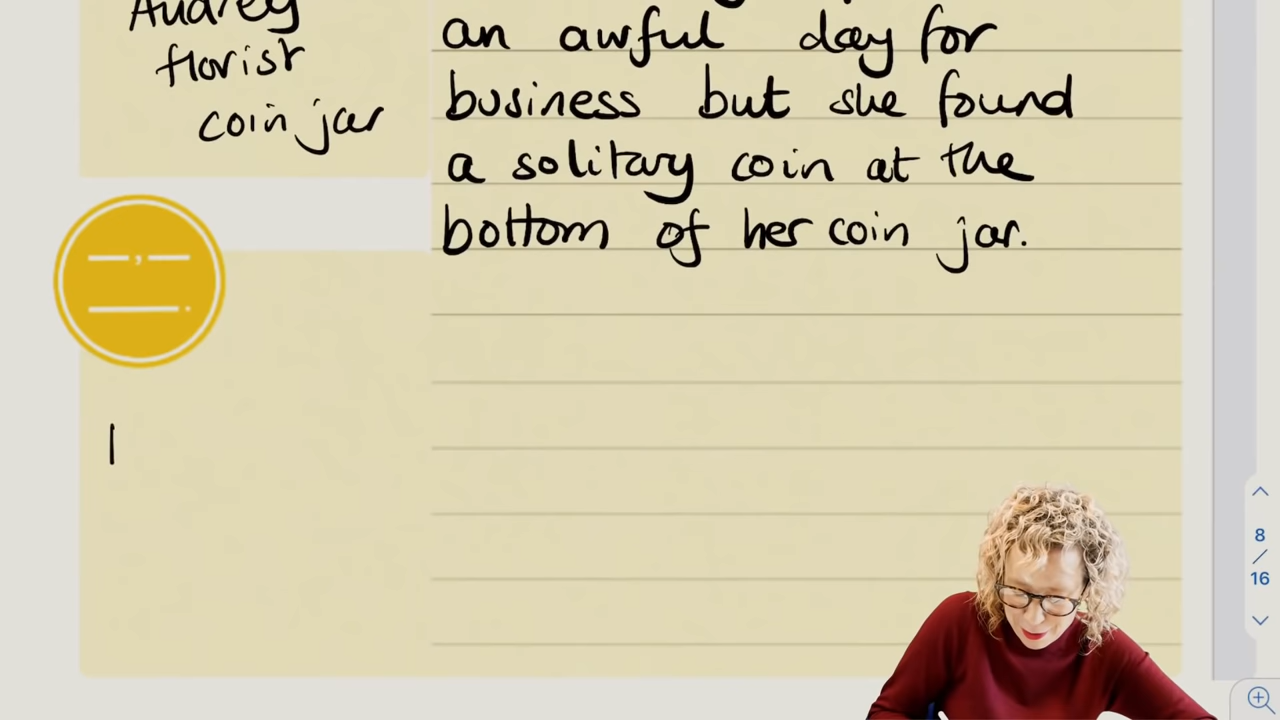 Audrey
florist
coin jar
an awful day for
business but she found
a solitary coin at the
bottom of her coin jar.
8
/
16